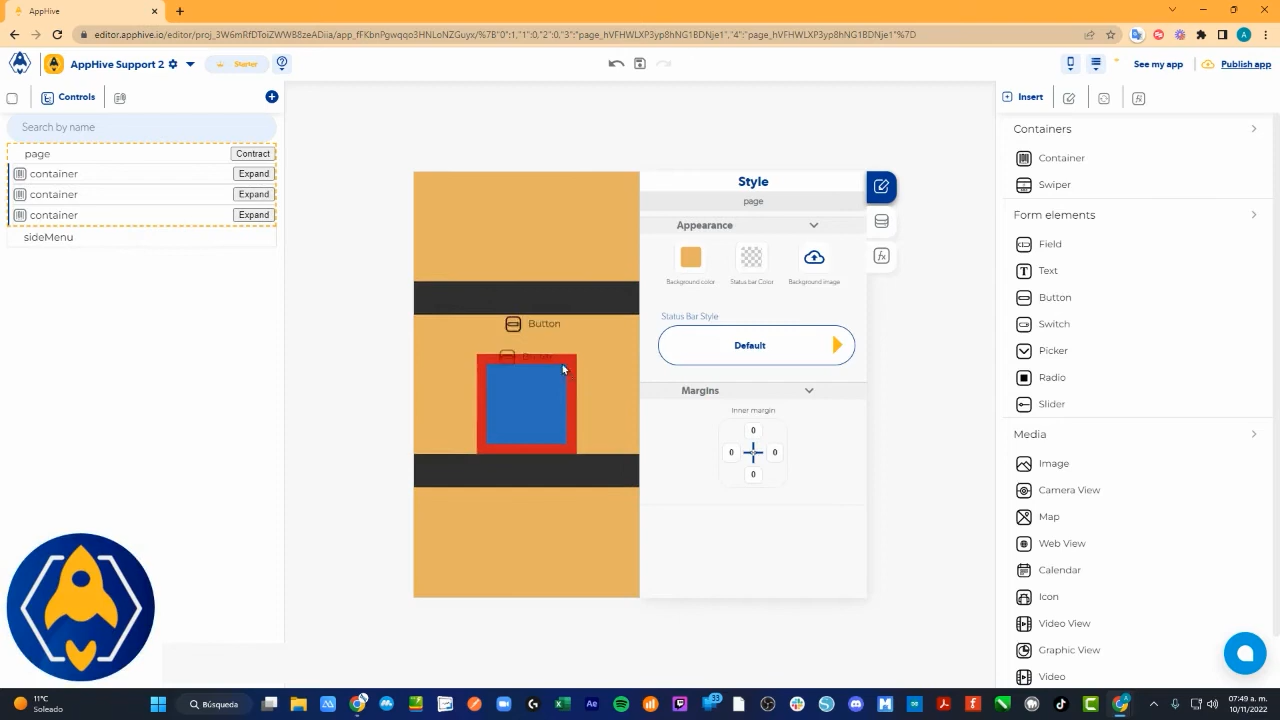 AppHive
editor.apphive.io/editor/proj_3W6mRfDToiZWW88zeADiia/app_fFKbnPgwqqo3HNLoNZGuyx/%7B"0":1,"1":0,"2":0,"3":"page_hVFHWLXP3yp8hNG1BDNje1","4":"page_hVFHWLXP3yp8hNG1BDNje1"%7D
A
AppHive Support 2
Starter
See my app
Publish app
Controls
Insert
Search by name
page
Contract
container
Expand
container
Expand
container
Expand
sideMenu
Button
Style
page
Appearance
Background color
Status bar Color
Background image
Status Bar Style
Default
Margins
Inner margin
0
0
0
0
Containers
Container
Swiper
Form elements
Field
Text
Button
Switch
Picker
Radio
Slider
Media
Image
Camera View
Map
Web View
Calendar
Icon
Video View
Graphic View
Video
11°C
Soleado
Búsqueda
33
07:49 a. m.
10/11/2022